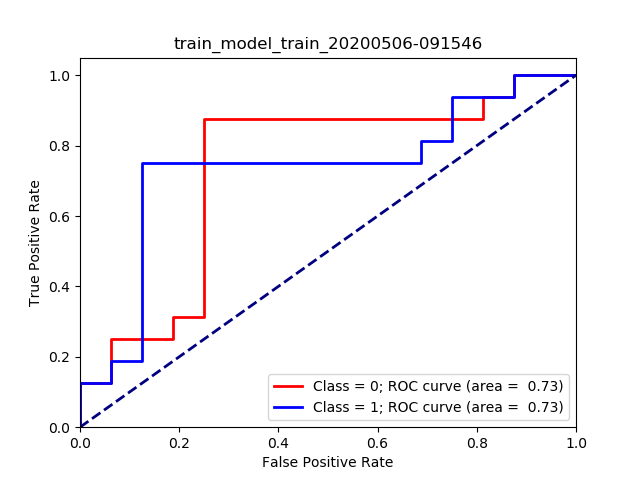 train_model_train_20200506-091546
True Positive Rate
1.0
0.8
0.6
0.4
0.2
0.0
0.0 0.2 0.4 0.6 0.8 1.0
False Positive Rate
Class = 0; ROC curve (area =  0.73)
Class = 1; ROC curve (area =  0.73)